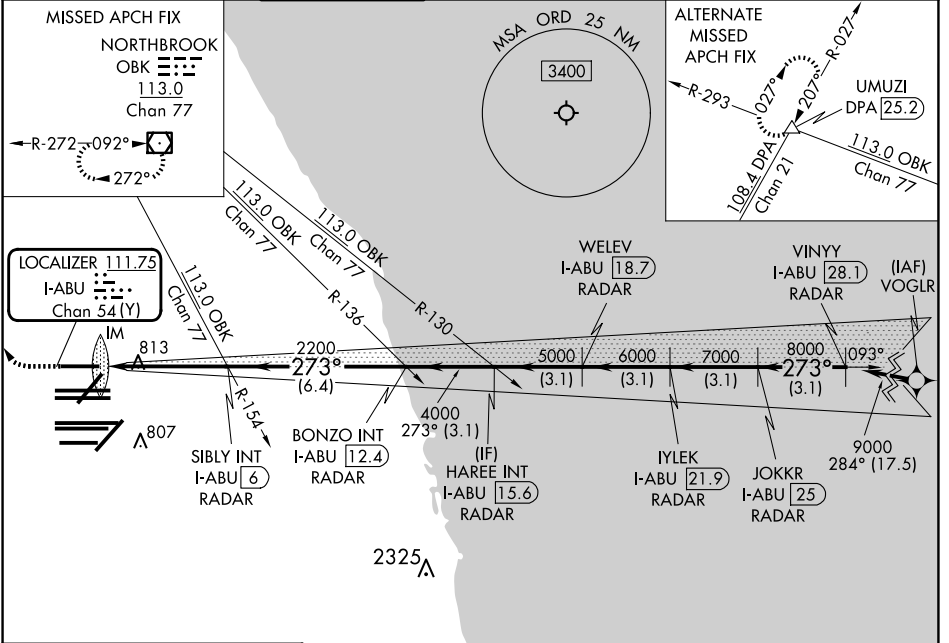 MISSED APCH FIX
NORTHBROOK
OBK
113.0
Chan 77
R-272
092°
272°
MSA ORD 25 NM
3400
ALTERNATE
MISSED
APCH FIX
R-027
027°
207°
R-293
UMUZI
DPA 25.2
108.4 DPA
Chan 21
113.0 OBK
Chan 77
LOCALIZER 111.75
I-ABU
Chan 54 (Y)
IM
813
807
113.0 OBK
Chan 77
R-154
113.0 OBK
Chan 77
R-136
113.0 OBK
Chan 77
R-130
WELEV
I-ABU 18.7
RADAR
VINYY
I-ABU 28.1
RADAR
(IAF)
VOGLR
2200
273°
(6.4)
4000
273° (3.1)
5000
(3.1)
6000
(3.1)
7000
(3.1)
8000
273°
(3.1)
093°
9000
284° (17.5)
SIBLY INT
I-ABU 6
RADAR
BONZO INT
I-ABU 12.4
RADAR
(IF)
HAREE INT
I-ABU 15.6
RADAR
IYLEK
I-ABU 21.9
RADAR
JOKKR
I-ABU 25
RADAR
2325